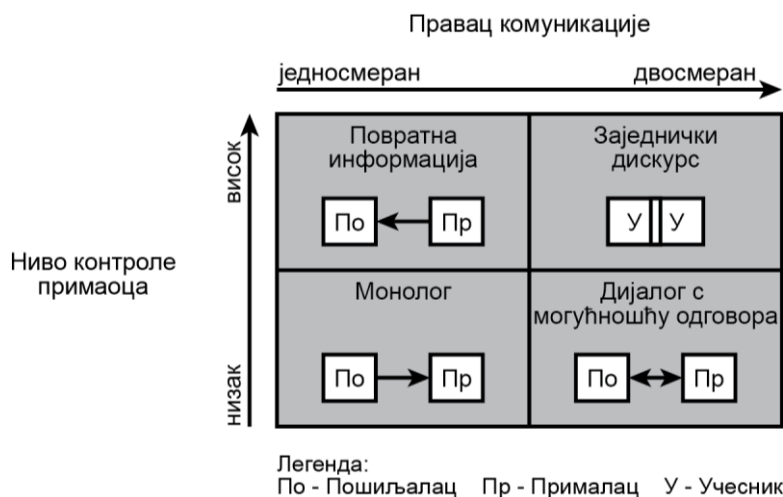 Правац комуникације
једносмеран
двосмеран
висок
низак
Ниво контроле
примаоца
Повратна
информација
По
Пр
Заједнички
дискурс
У
У
Монолог
По
Пр
Дијалог с
могућношћу одговора
По
Пр
Легенда:
По - Пошиљалац Пр - Прималац У - Учесник